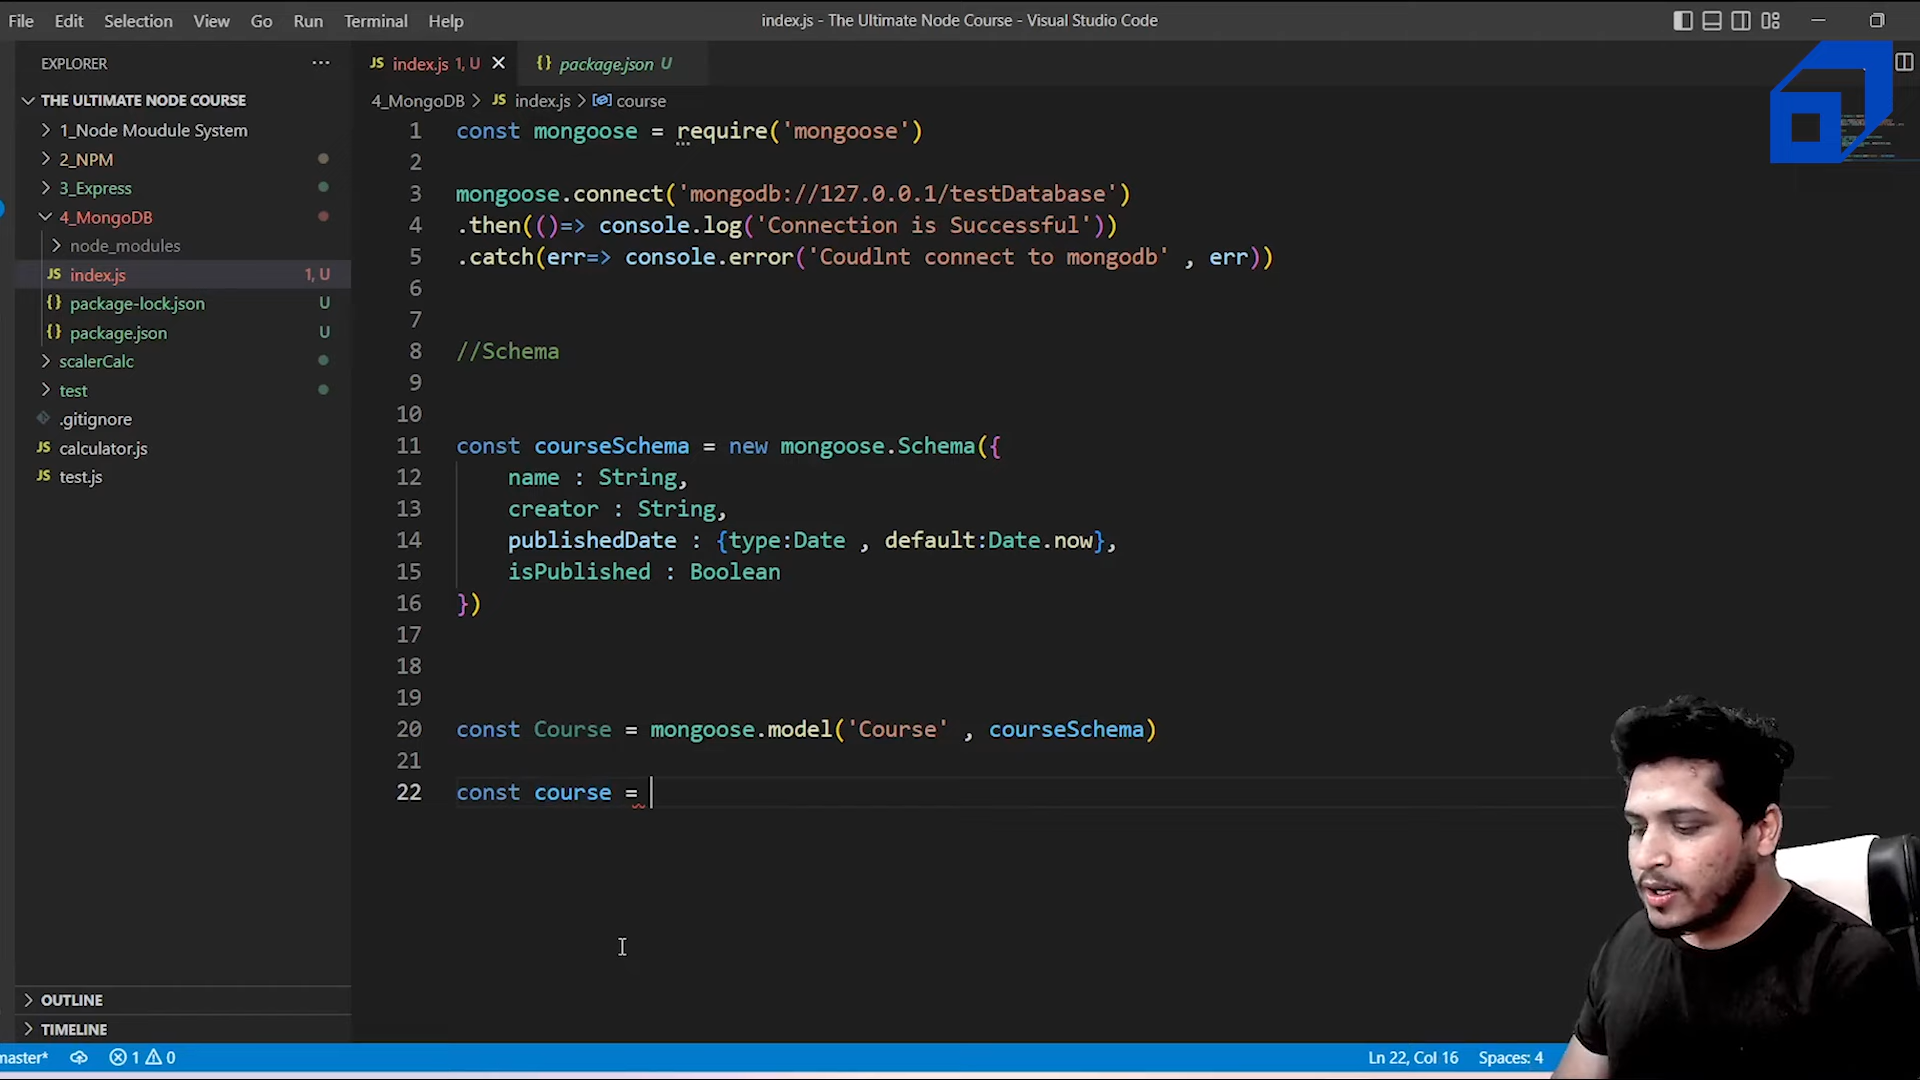 File Edit Selection View Go Run Terminal Help
index.js - The Ultimate Node Course - Visual Studio Code
EXPLORER
THE ULTIMATE NODE COURSE
1_Node Moudule System
2_NPM
3_Express
4_MongoDB
node_modules
JS index.js 1, U
{} package-lock.json U
{} package.json U
scalerCalc
test
.gitignore
JS calculator.js
JS test.js
OUTLINE
TIMELINE
JS index.js 1, U
{} package.json U
4_MongoDB > JS index.js > course
1 const mongoose = require('mongoose')
2
3 mongoose.connect('mongodb://127.0.0.1/testDatabase')
4 .then(()=> console.log('Connection is Successful'))
5 .catch(err=> console.error('Coudlnt connect to mongodb' , err))
6
7
8 //Schema
9
10
11 const courseSchema = new mongoose.Schema({
12 name : String,
13 creator : String,
14 publishedDate : {type:Date , default:Date.now},
15 isPublished : Boolean
16 })
17
18
19
20 const Course = mongoose.model('Course' , courseSchema)
21
22 const course =
master* 1 0
Ln 22, Col 16 Spaces: 4